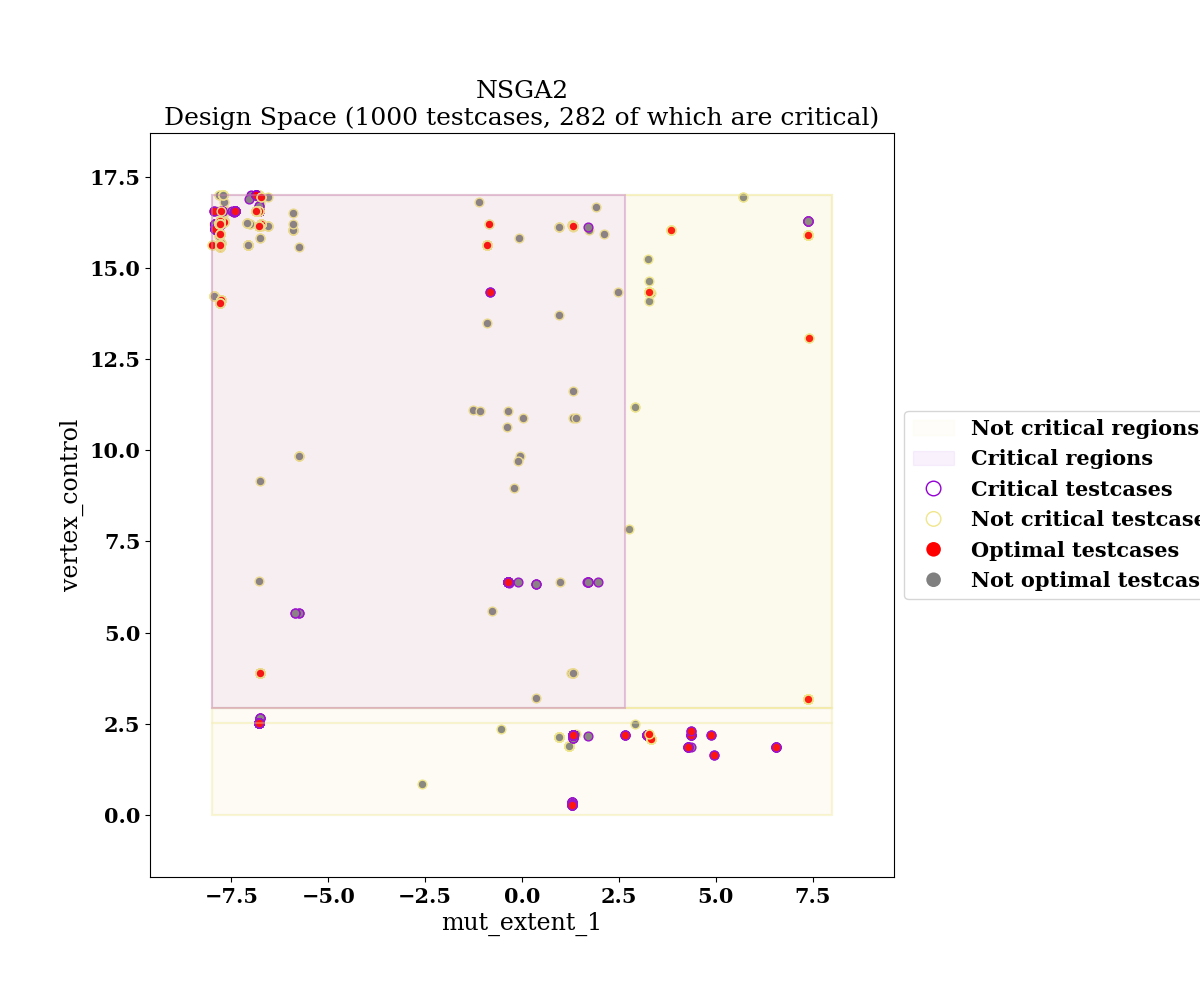 NSGA2
Design Space (1000 testcases, 282 of which are critical)
17.5
15.0
12.5
10.0
7.5
5.0
2.5
0.0
vertex_control
−7.5 −5.0 −2.5 0.0 2.5 5.0 7.5
mut_extent_1
Not critical regions
Critical regions
Critical testcases
Not critical testcase
Optimal testcases
Not optimal testcas